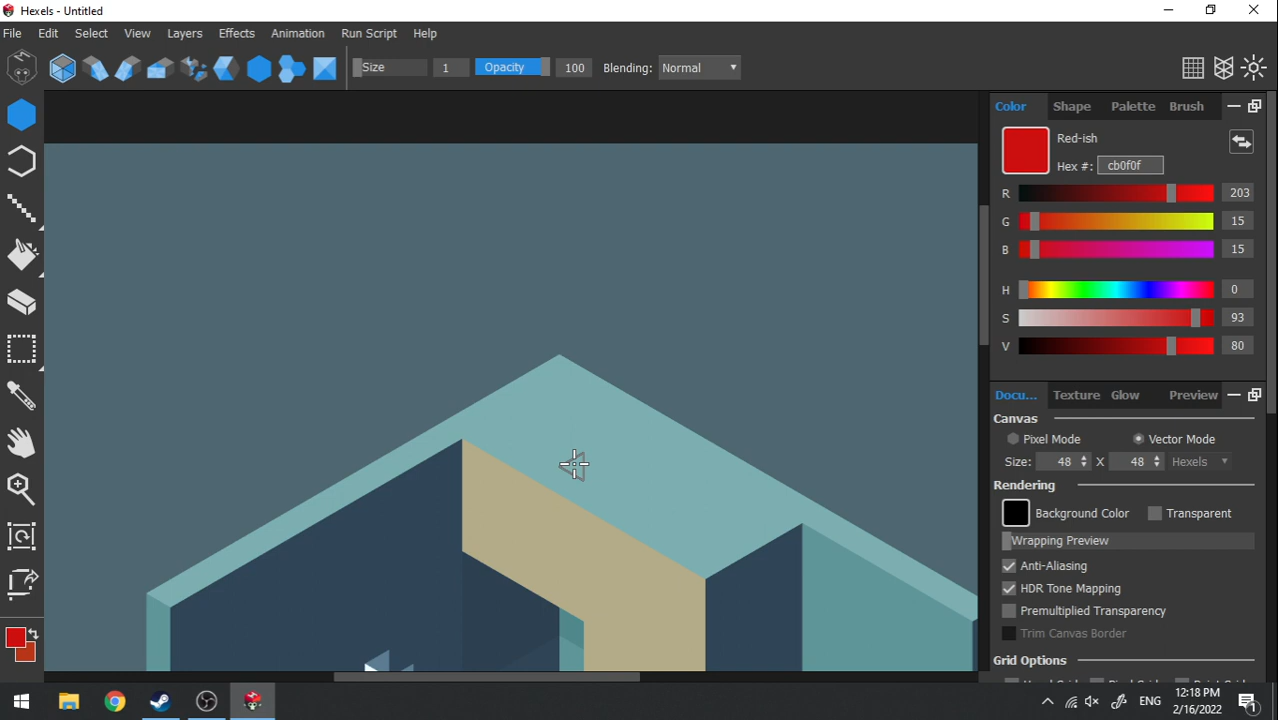 Hexels - Untitled
File Edit Select View Layers Effects Animation Run Script Help
Size 1 Opacity 100 Blending: Normal
Color Shape Palette Brush
Red-ish
Hex #: cb0f0f
R 203
G 15
B 15
H 0
S 93
V 80
Docu... Texture Glow Preview
Canvas
Pixel Mode Vector Mode
Size: 48 X 48 Hexels
Rendering
Background Color Transparent
Wrapping Preview
Anti-Aliasing
HDR Tone Mapping
Premultiplied Transparency
Trim Canvas Border
Grid Options
ENG
12:18 PM
2/16/2022
1